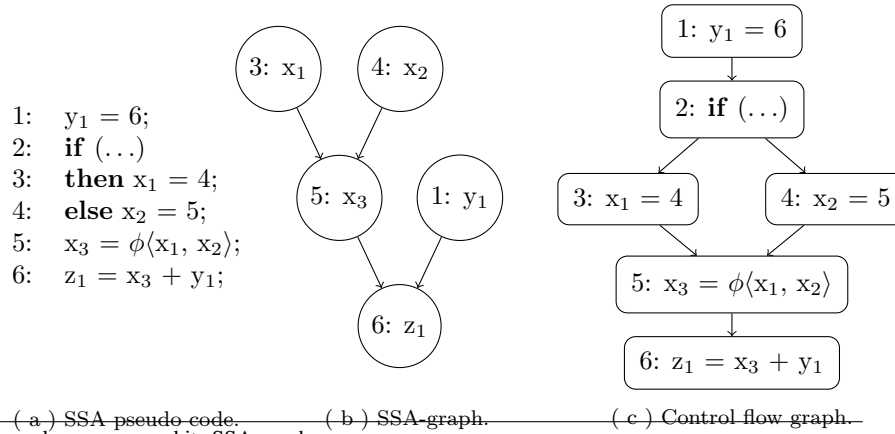 1: y₁ = 6;
2: if (…)
3: then x₁ = 4;
4: else x₂ = 5;
5: x₃ = ϕ⟨x₁, x₂⟩;
6: z₁ = x₃ + y₁;
3: x₁
4: x₂
5: x₃
1: y₁
6: z₁
1: y₁ = 6
2: if (…)
3: x₁ = 4
4: x₂ = 5
5: x₃ = ϕ⟨x₁, x₂⟩
6: z₁ = x₃ + y₁
( a ) SSA pseudo code.
( b ) SSA-graph.
( c ) Control flow graph.